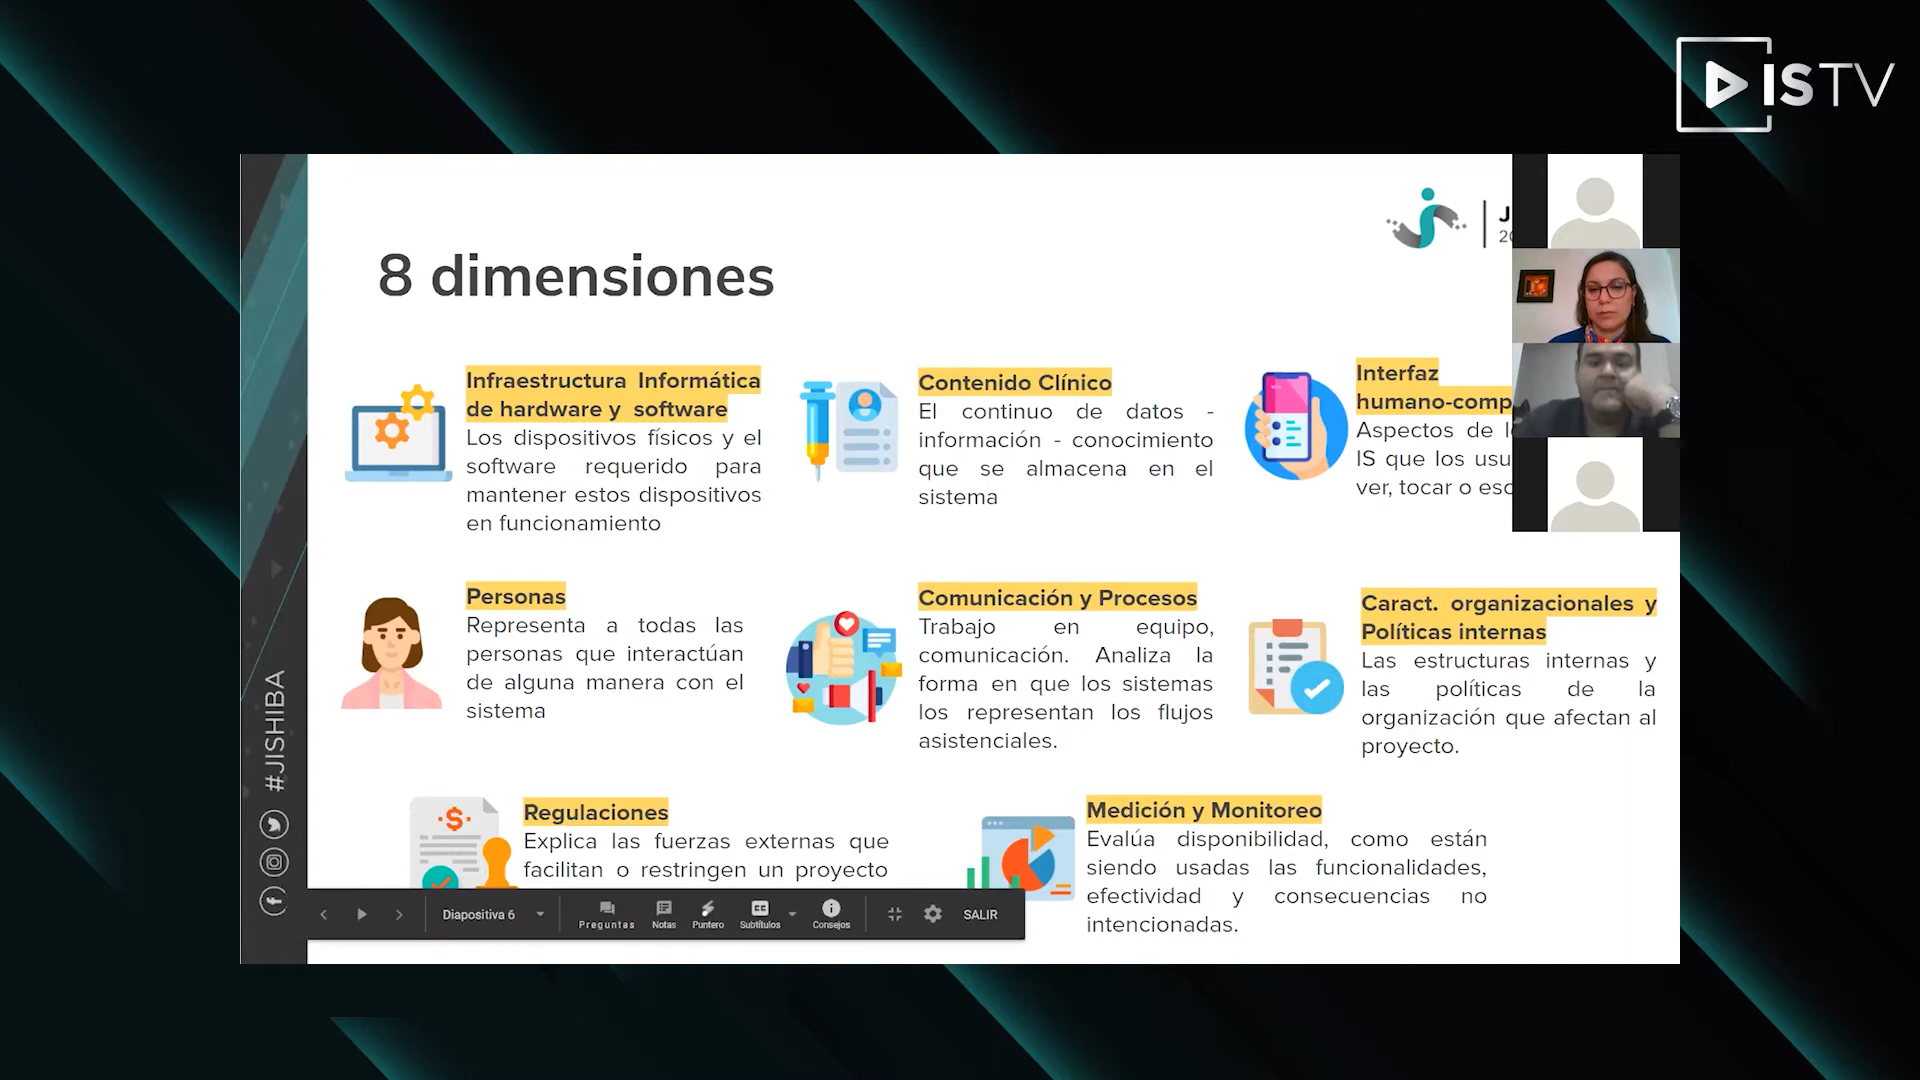 ISTV
8 dimensiones
Infraestructura Informática
de hardware y software
Los dispositivos físicos y el
software requerido para
mantener estos dispositivos
en funcionamiento
Contenido Clínico
El continuo de datos -
información - conocimiento
que se almacena en el
sistema
Interfaz
Aspectos de
IS que los
ver, tocar o
Personas
Representa a todas las
personas que interactúan
de alguna manera con el
sistema
Comunicación y Procesos
Trabajo en equipo,
comunicación. Analiza la
forma en que los sistemas
los representan los flujos
asistenciales.
Caract. organizacionales y
Políticas internas
Las estructuras internas y
las políticas de la
organización que afectan al
proyecto.
Regulaciones
Explica las fuerzas externas que
facilitan o restringen un proyecto
Medición y Monitoreo
Evalúa disponibilidad, como están
siendo usadas las funcionalidades,
efectividad y consecuencias no
intencionadas.
#JISHIBA
Diapositiva 6
Preguntas
Notas
Puntero
Subtítulos
Consejos
SALIR